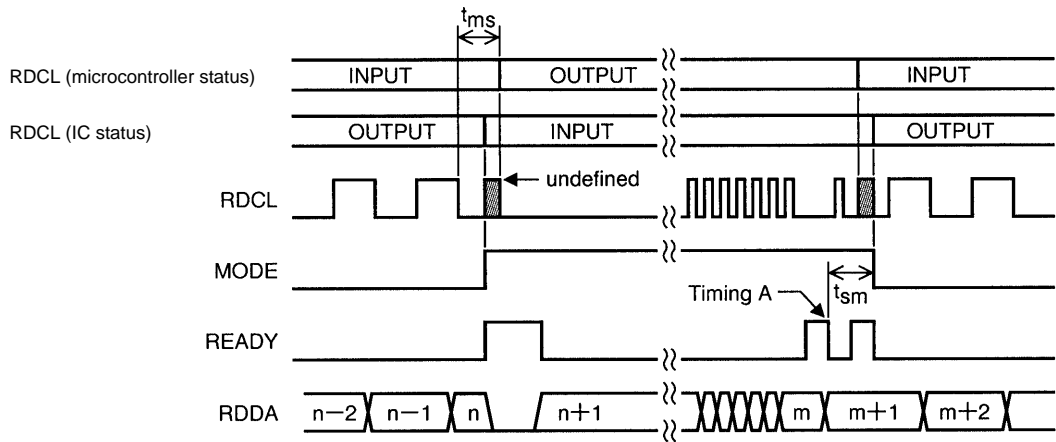 tms
RDCL (microcontroller status)
INPUT OUTPUT INPUT
RDCL (IC status)
OUTPUT INPUT OUTPUT
undefined
RDCL
MODE
Timing A
tsm
READY
RDDA
n−2 n−1 n n+1 m m+1 m+2